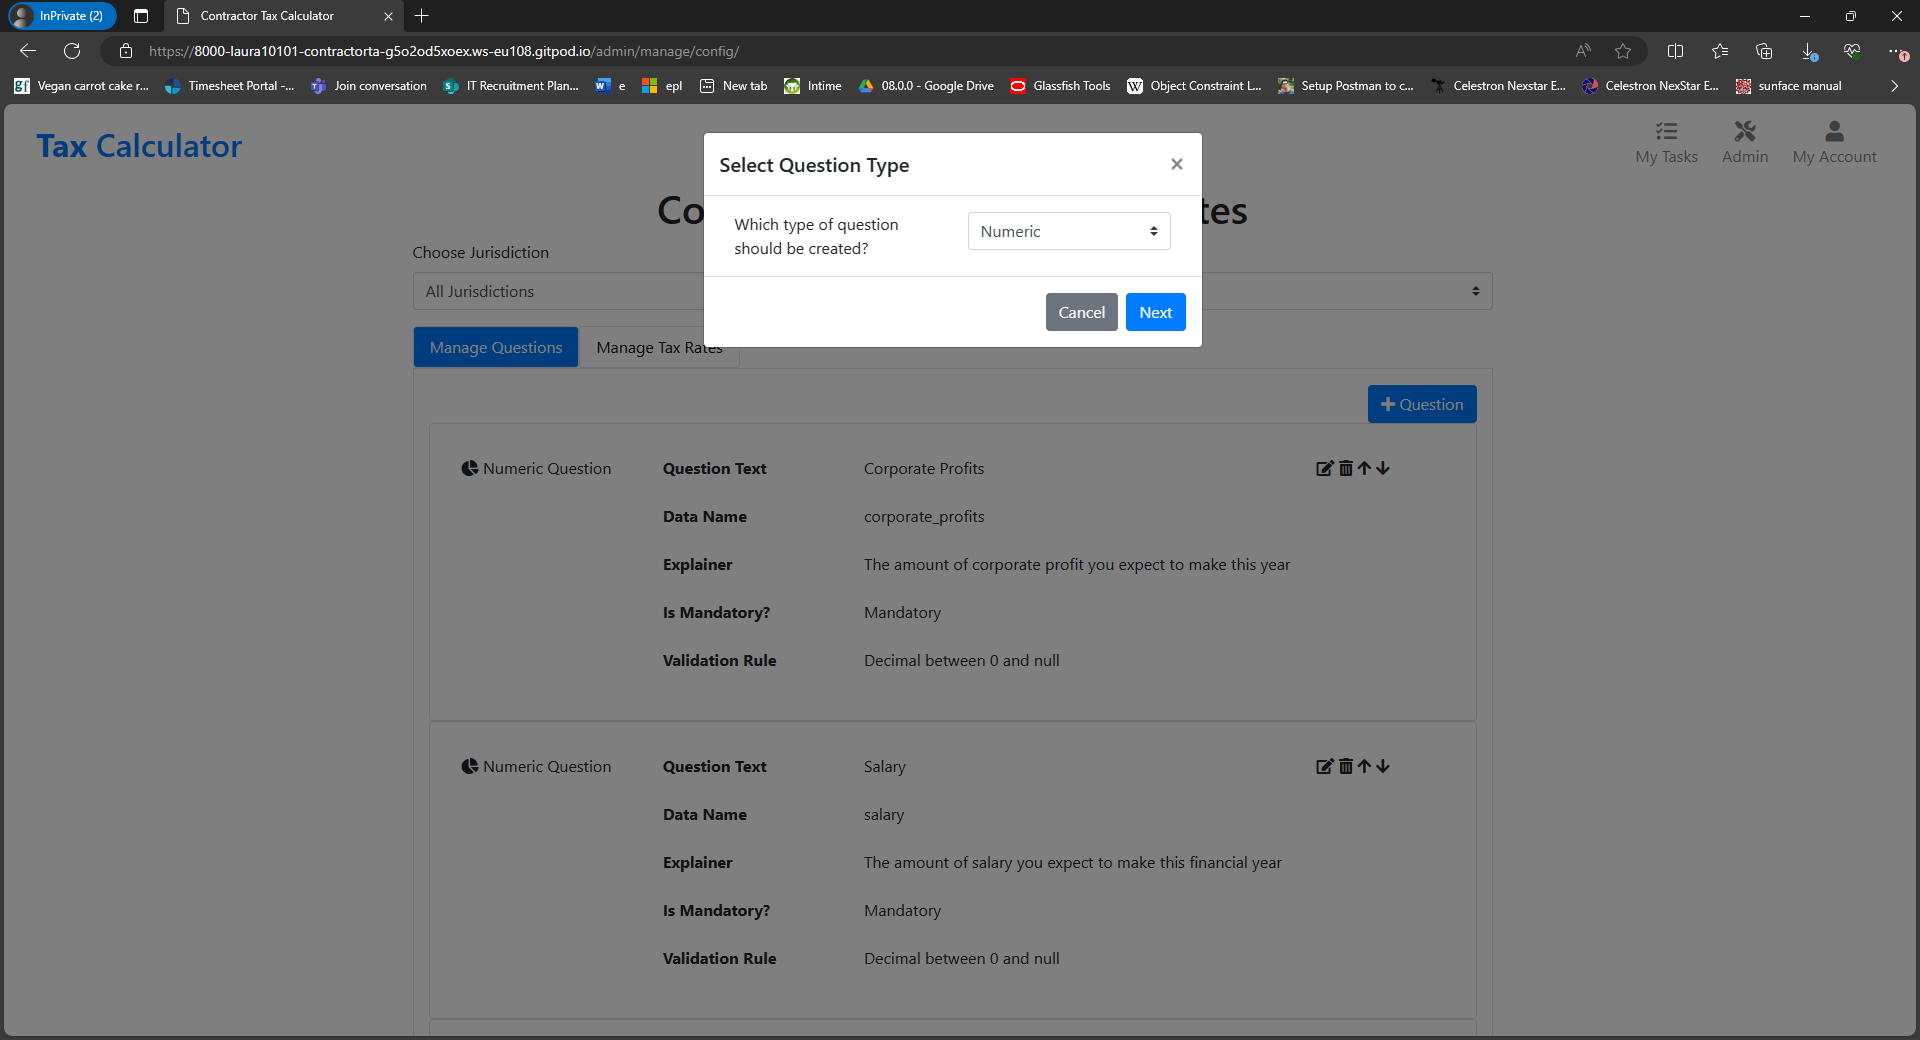 InPrivate (2)
Contractor Tax Calculator
https://8000-laura10101-contractorta-g5o2od5xoex.ws-eu108.gitpod.io/admin/manage/config/
Vegan carrot cake r... Timesheet Portal -... Join conversation IT Recruitment Plan... e epl New tab Intime 08.0.0 - Google Drive Glassfish Tools Object Constraint L... Setup Postman to c... Celestron Nexstar E... Celestron NexStar E... sunface manual
Tax Calculator
My Tasks Admin My Account
Select Question Type
Which type of question
should be created?
Numeric
Cancel Next
Co tes
Choose Jurisdiction
All Jurisdictions
Manage Questions Manage Tax Rates
Question
Numeric Question Question Text Corporate Profits
Data Name corporate_profits
Explainer The amount of corporate profit you expect to make this year
Is Mandatory? Mandatory
Validation Rule Decimal between 0 and null
Numeric Question Question Text Salary
Data Name salary
Explainer The amount of salary you expect to make this financial year
Is Mandatory? Mandatory
Validation Rule Decimal between 0 and null